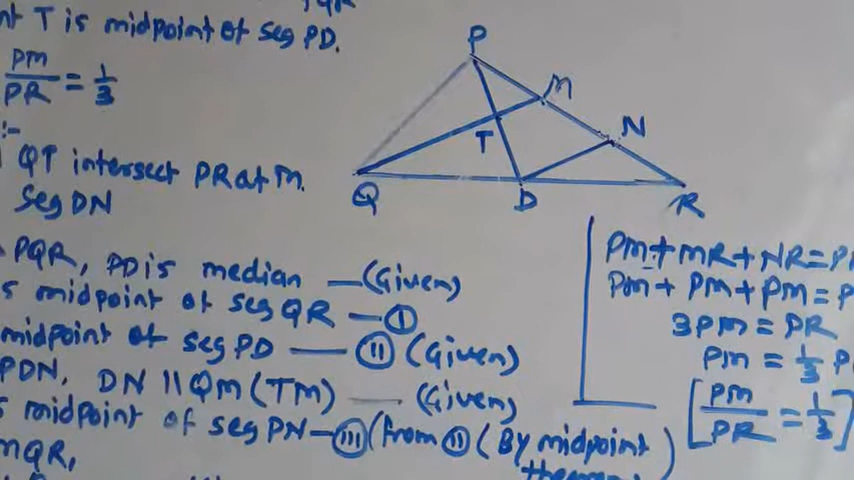 nt T is midpoint of seg PD.
PM/PR = 1/3
:-
QT intersect PR at M.
Seg DN
P
M
N
T
Q
D
R
PQR, PD is median —(Given)
s midpoint of seg QR —Ⓘ
midpoint of seg PD — Ⓘ Ⓘ (Given)
PDN, DN || QM (TM) — (Given)
s midpoint of seg PN—(III) (from (II) (By midpoint
theorem
MQR,
PM + MR + NR = P
PM + PM + PM = P
3PM = PR
PM = 1/3 P
[PM/PR = 1/3]